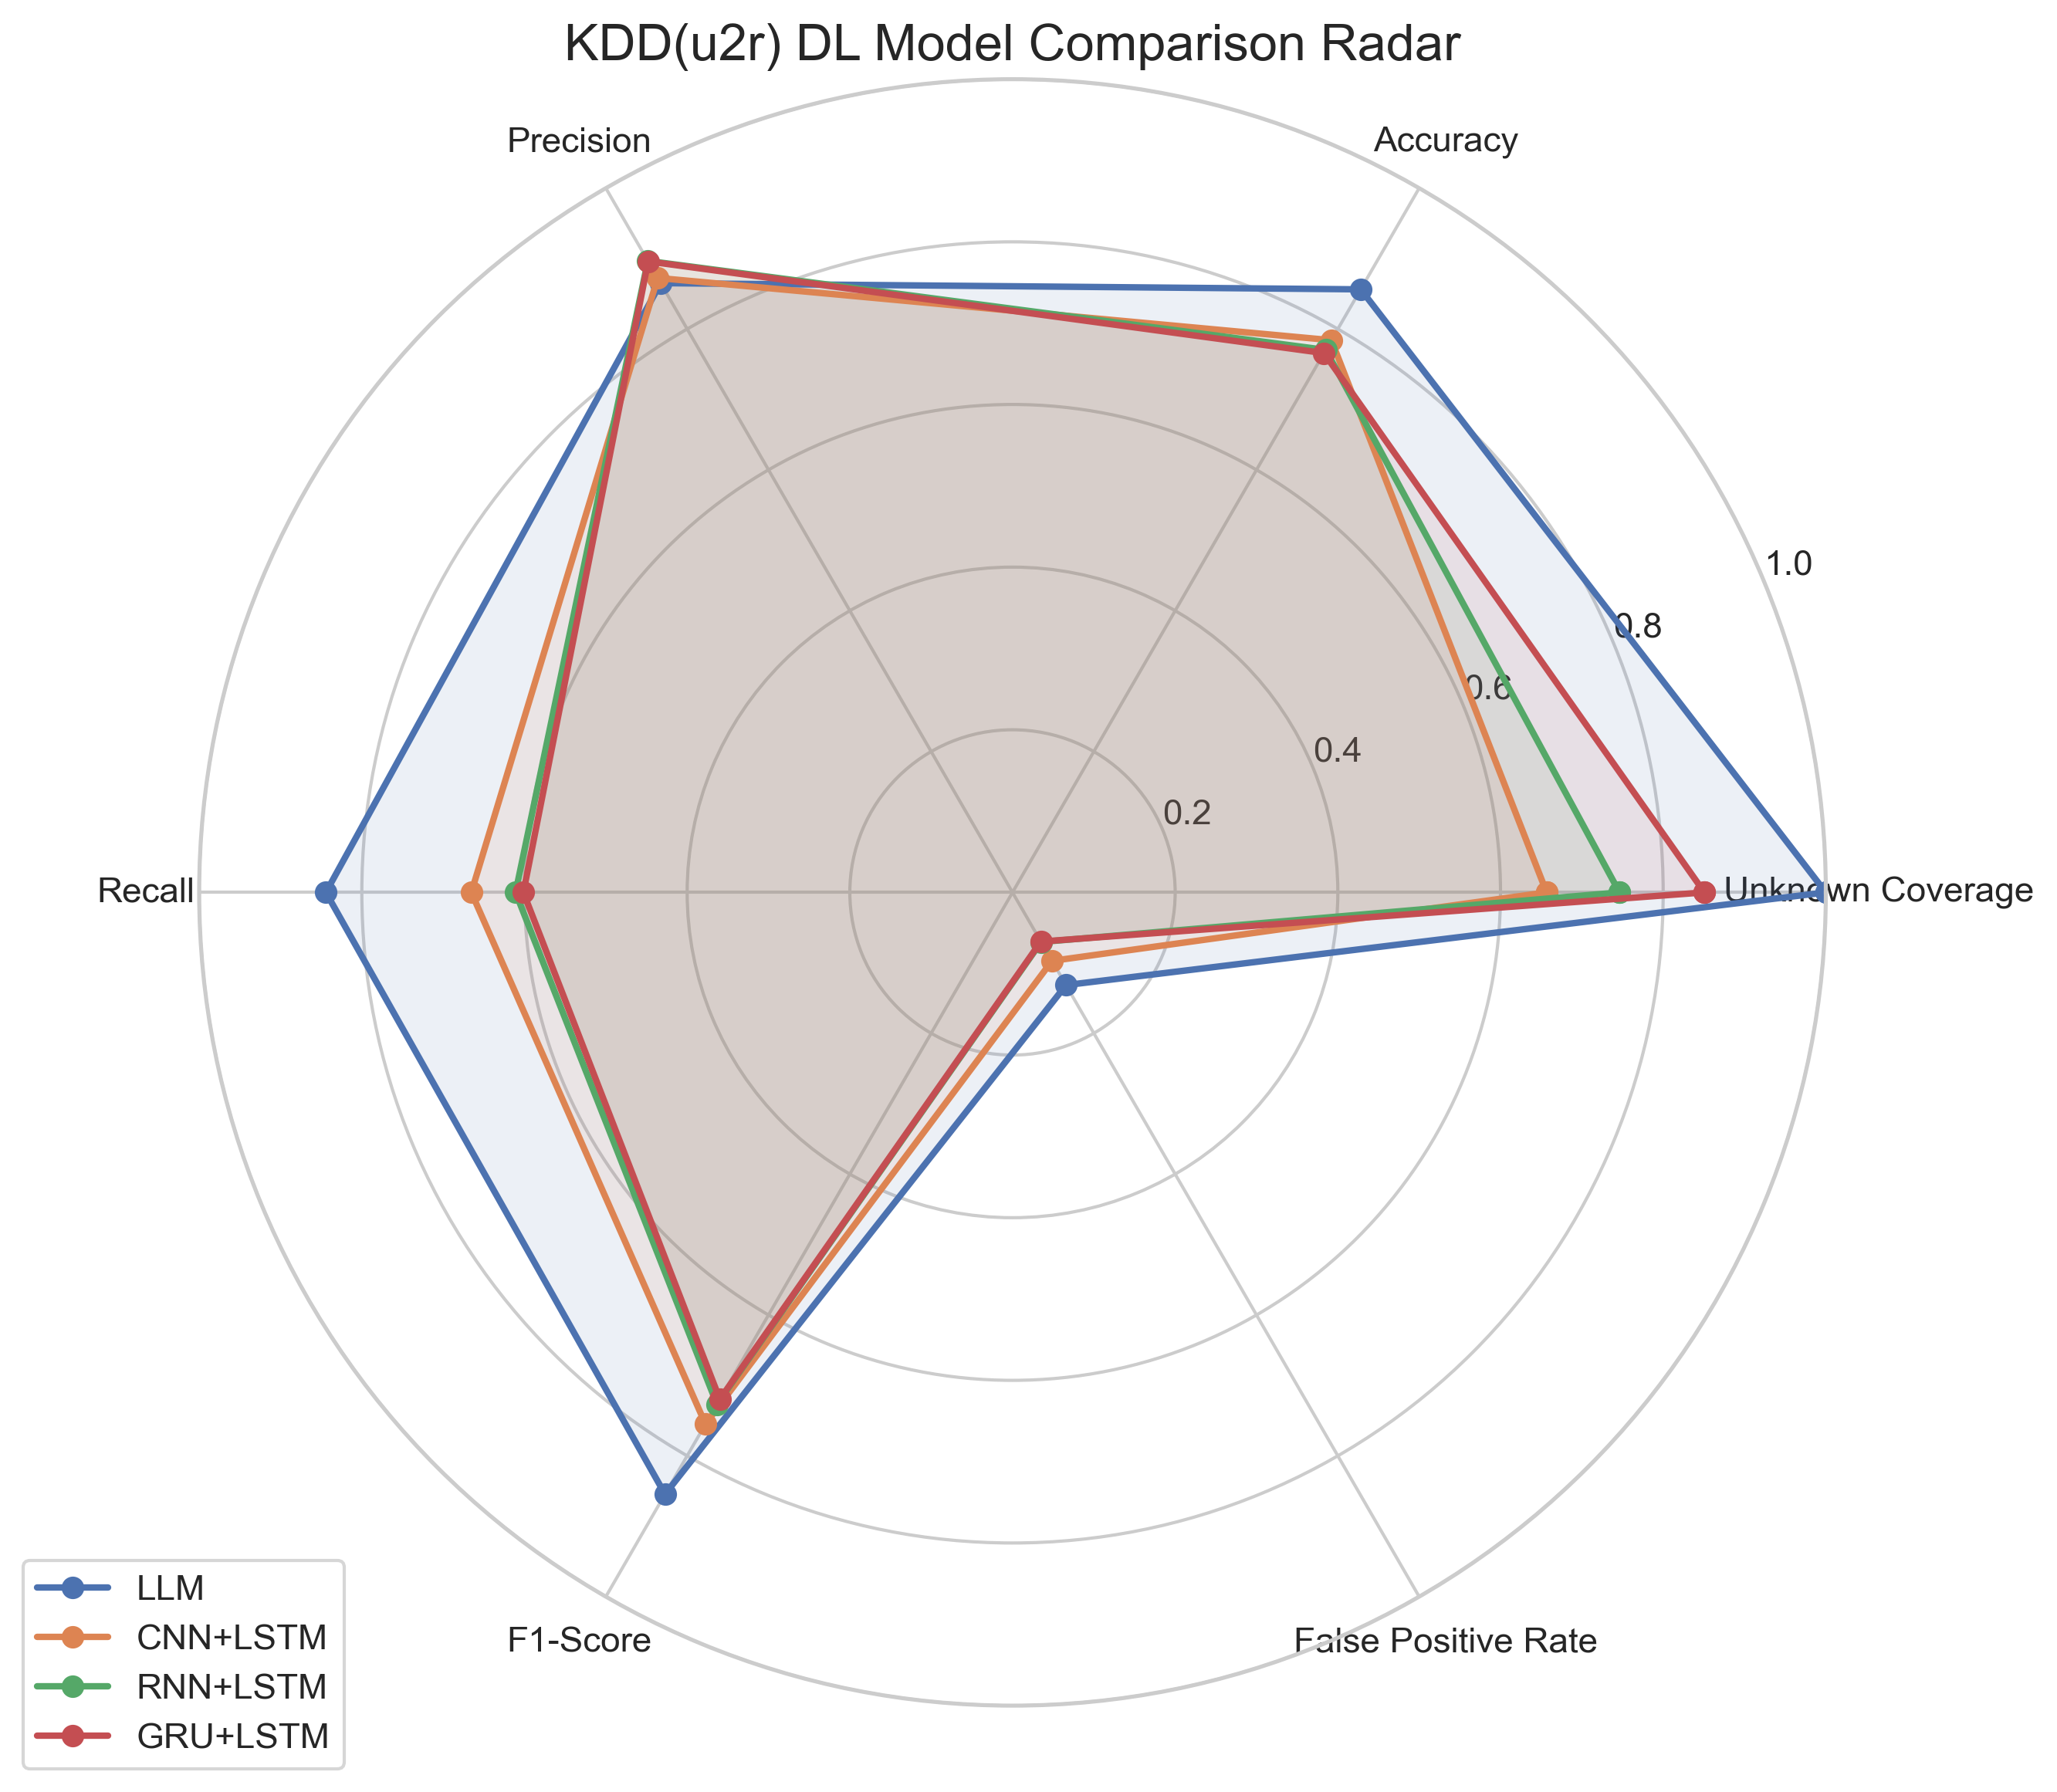 KDD(u2r) DL Model Comparison Radar
Precision
Accuracy
1.0
0.8
0.6
0.4
0.2
Recall
Unknown Coverage
F1-Score
False Positive Rate
LLM
CNN+LSTM
RNN+LSTM
GRU+LSTM